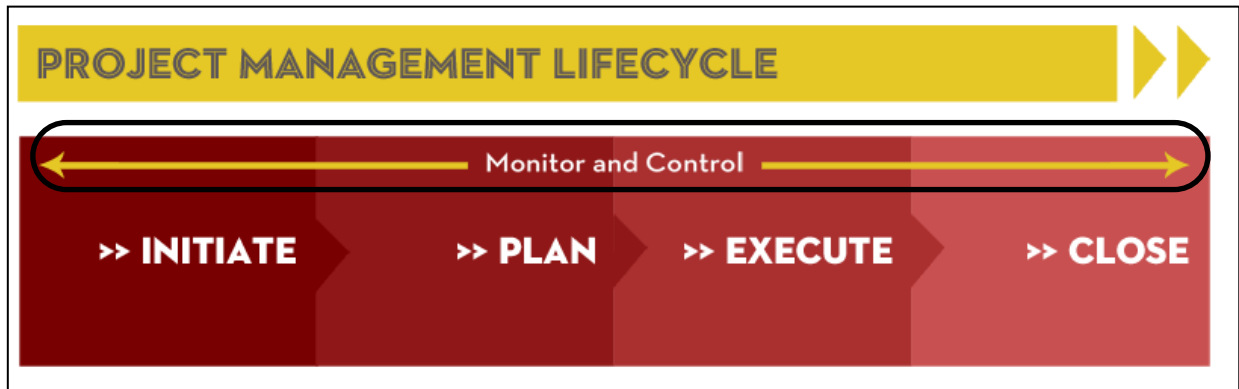 PROJECT MANAGEMENT LIFECYCLE
Monitor and Control
>> INITIATE >> PLAN >> EXECUTE >> CLOSE